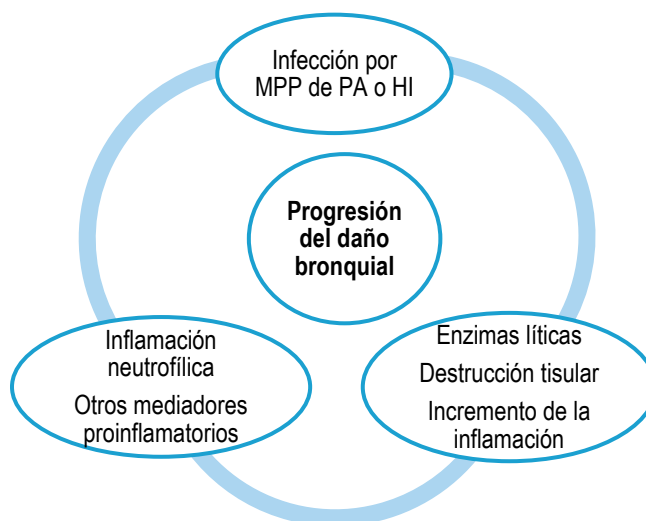 Infección por
MPP de PA o HI
Progresión
del daño
bronquial
Inflamación
neutrofílica
Otros mediadores
proinflamatorios
Enzimas líticas
Destrucción tisular
Incremento de la
inflamación